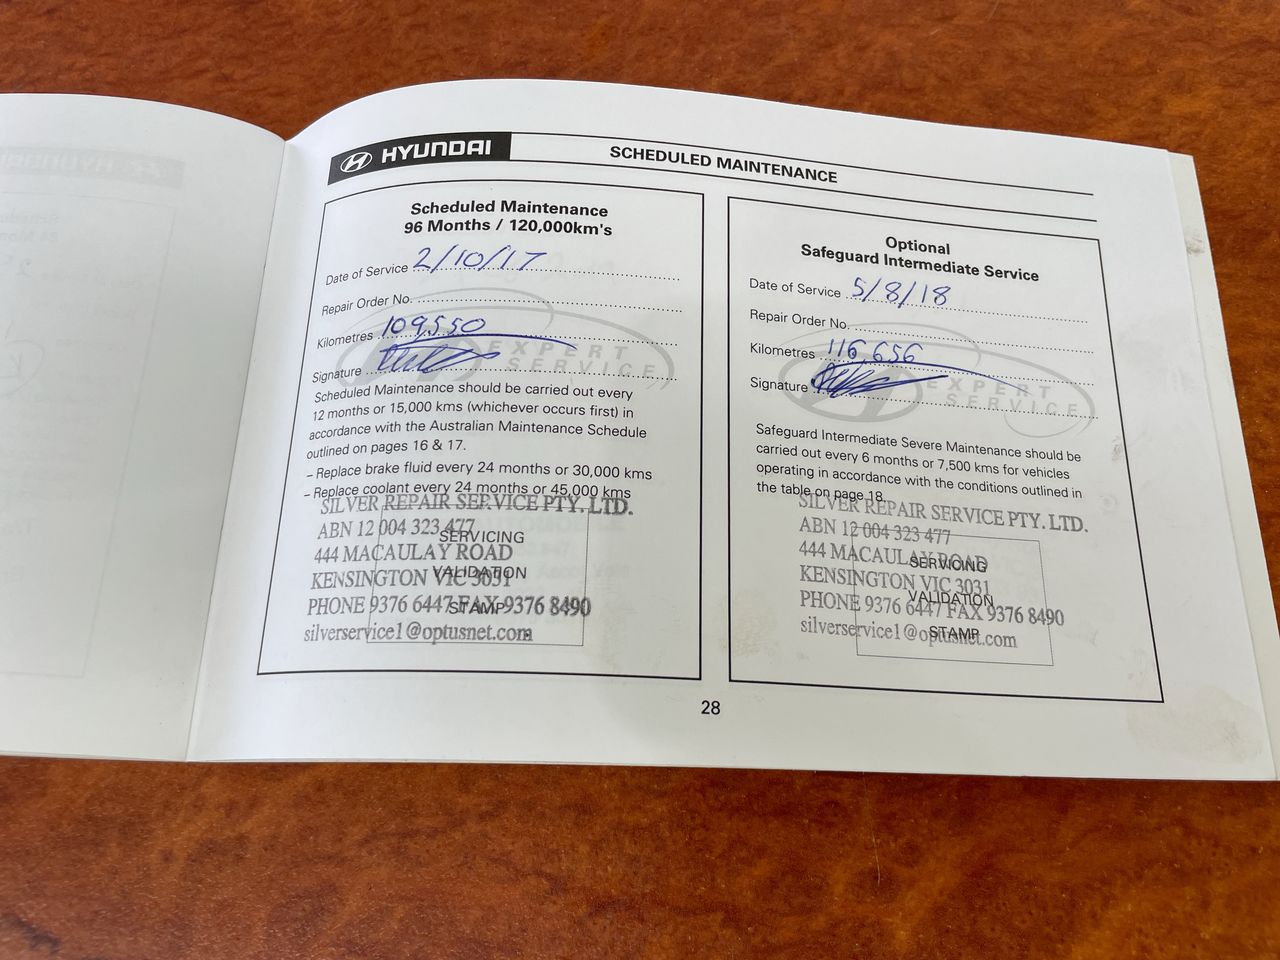 HYUNDAI
SCHEDULED MAINTENANCE
Scheduled Maintenance
96 Months / 120,000km's
Date of Service 2/10/17
Repair Order No.
Kilometres 109,550
Signature
EXPERT
SERVICE
Scheduled Maintenance should be carried out every
12 months or 15,000 kms (whichever occurs first) in
accordance with the Australian Maintenance Schedule
outlined on pages 16 & 17.
– Replace brake fluid every 24 months or 30,000 kms
– Replace coolant every 24 months or 45,000 kms
SILVER REPAIR SERVICE PTY. LTD.
ABN 12 004 323 477
SERVICING
444 MACAULAY ROAD
VALIDATION
KENSINGTON VIC 3031
STAMP
PHONE 9376 6447 FAX 9376 8490
silverservice1@optusnet.com
Optional
Safeguard Intermediate Service
Date of Service 5/8/18
Repair Order No.
Kilometres 116,656
Signature
EXPERT
SERVICE
Safeguard Intermediate Severe Maintenance should be
carried out every 6 months or 7,500 kms for vehicles
operating in accordance with the conditions outlined in
the table on page 18.
SILVER REPAIR SERVICE PTY. LTD.
ABN 12 004 323 477
444 MACAULAY ROAD
SERVICING
KENSINGTON VIC 3031
VALIDATON
PHONE 9376 6447 FAX 9376 8490
STAMP
silverservice1@optusnet.com
28